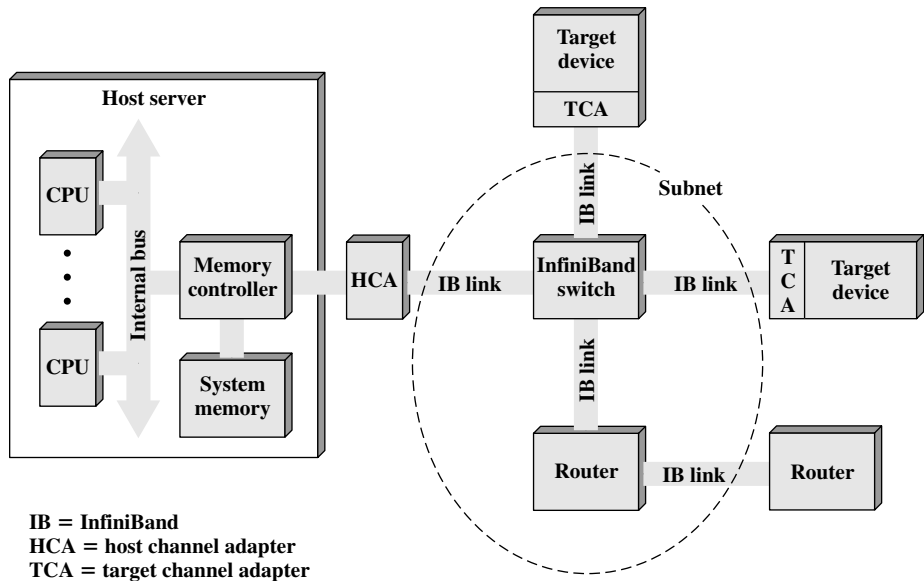 Host server
CPU
CPU
Internal bus
Memory
controller
System
memory
HCA
IB link
Target
device
TCA
IB link
Subnet
InfiniBand
switch
IB link
T
C
A
Target
device
IB link
Router
IB link
Router
IB = InfiniBand
HCA = host channel adapter
TCA = target channel adapter